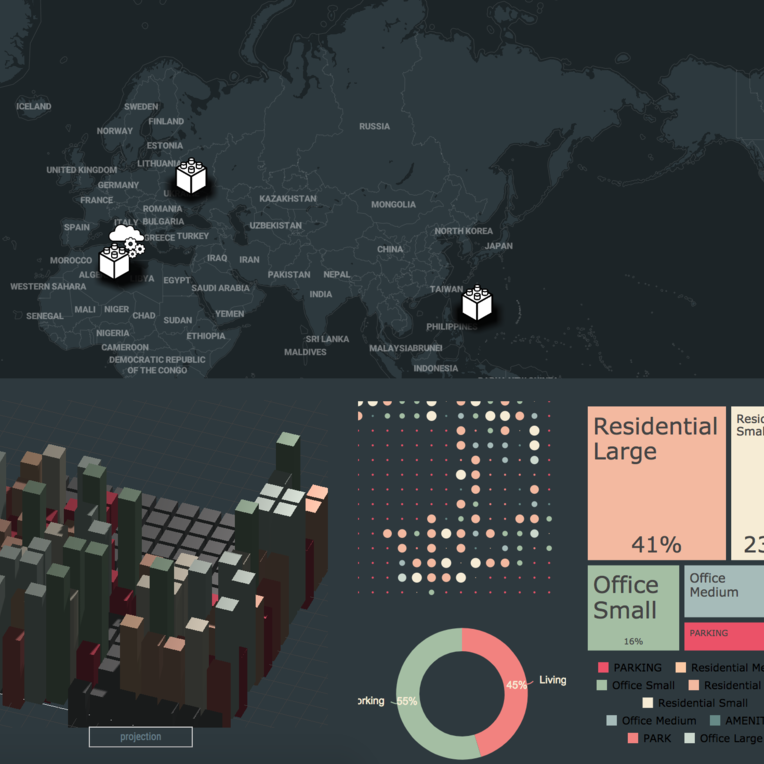 ICELAND
SWEDEN
FINLAND
RUSSIA
NORWAY
ESTONIA
LITHUANIA
UNITED KINGDOM
GERMANY
U
FRANCE
KAZAKHSTAN
MONGOLIA
ROMANIA
ITALY BULGARIA
SPAIN
UZBEKISTAN
NORTH KOREA
GREECE TURKEY
JAPAN
CHINA
MOROCCO
IRAQ IRAN
ALG
YA EGYPT
PAKISTAN NEPAL
WESTERN SAHARA
SAUDI ARABIA
TAIWAN
INDIA
MALI NIGER CHAD
SENEGAL
SUDAN
YEMEN
PHILIPPINES
NIGERIA
ETHIOPIA
SRI LANKA
CAMEROON
MALDIVES
MALAYSIA BRUNEI
DEMOCRATIC REPUBLIC
OF THE CONGO
INDONESIA
Residential
Large
41%
Resid
Smal
23
Office
Small
16%
Office
Medium
PARKING
45%
Living
orking
55%
PARKING
Residential Me
Office Small
Residential
Residential Small
Office Medium
AMENIT
PARK
Office Large
projection